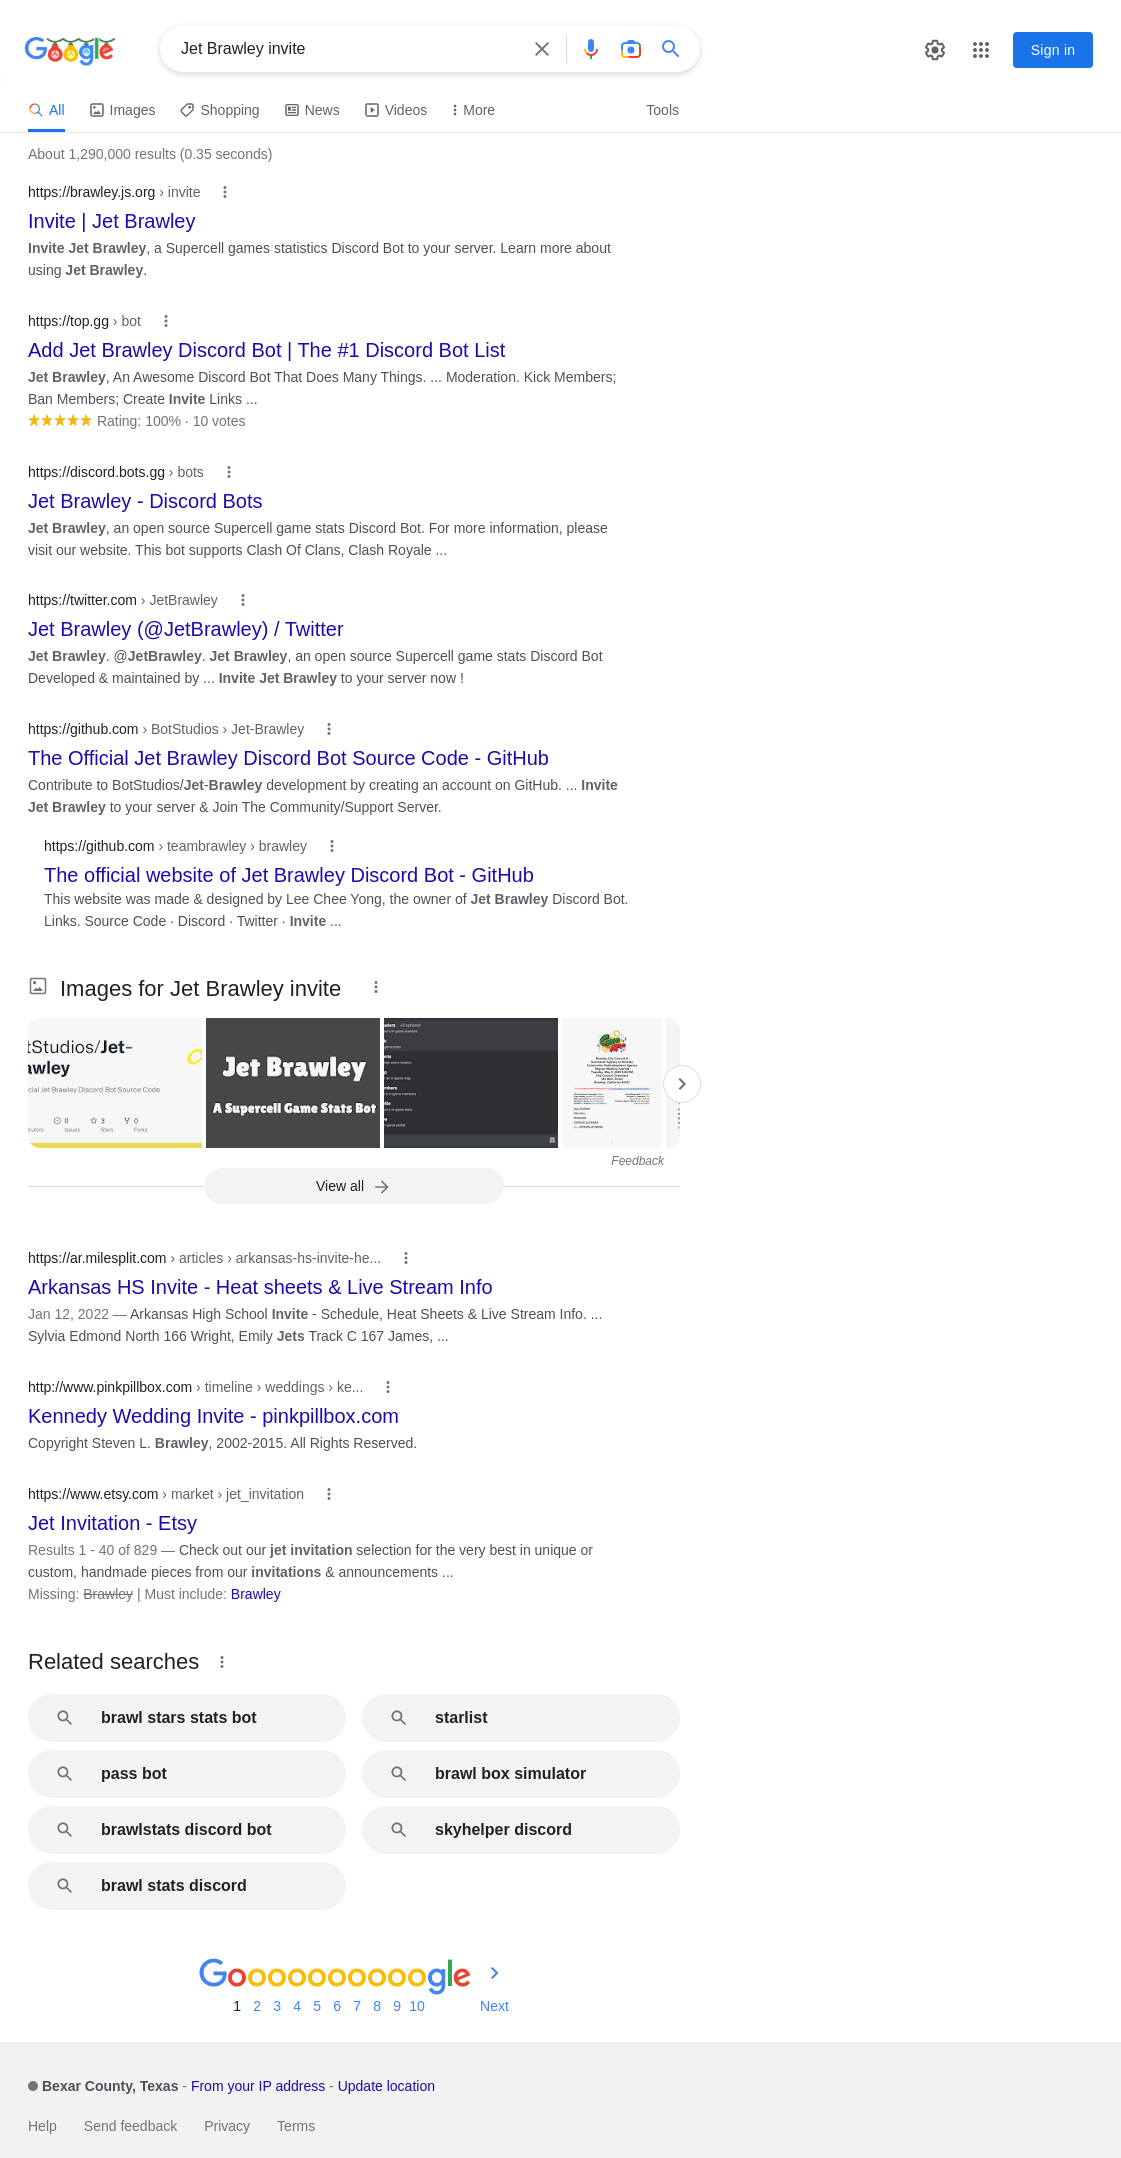 Google
Jet Brawley invite
Sign in
All
Images
Shopping
News
Videos
More
Tools
About 1,290,000 results (0.35 seconds)
https://brawley.js.org › invite
Invite | Jet Brawley
Invite Jet Brawley, a Supercell games statistics Discord Bot to your server. Learn more about
using Jet Brawley.
https://top.gg › bot
Add Jet Brawley Discord Bot | The #1 Discord Bot List
Jet Brawley, An Awesome Discord Bot That Does Many Things. ... Moderation. Kick Members;
Ban Members; Create Invite Links ...
Rating: 100% · 10 votes
https://discord.bots.gg › bots
Jet Brawley - Discord Bots
Jet Brawley, an open source Supercell game stats Discord Bot. For more information, please
visit our website. This bot supports Clash Of Clans, Clash Royale ...
https://twitter.com › JetBrawley
Jet Brawley (@JetBrawley) / Twitter
Jet Brawley. @JetBrawley. Jet Brawley, an open source Supercell game stats Discord Bot
Developed & maintained by ... Invite Jet Brawley to your server now !
https://github.com › BotStudios › Jet-Brawley
The Official Jet Brawley Discord Bot Source Code - GitHub
Contribute to BotStudios/Jet-Brawley development by creating an account on GitHub. ... Invite
Jet Brawley to your server & Join The Community/Support Server.
https://github.com › teambrawley › brawley
The official website of Jet Brawley Discord Bot - GitHub
This website was made & designed by Lee Chee Yong, the owner of Jet Brawley Discord Bot.
Links. Source Code · Discord · Twitter · Invite ...
Images for Jet Brawley invite
tStudios/Jet-
awley
cial Jet Brawley Discord Bot Source Code
0
3
0
Issues
Stars
Forks
Jet Brawley
A Supercell Game Stats Bot
Feedback
View all
https://ar.milesplit.com › articles › arkansas-hs-invite-he...
Arkansas HS Invite - Heat sheets & Live Stream Info
Jan 12, 2022 — Arkansas High School Invite - Schedule, Heat Sheets & Live Stream Info. ...
Sylvia Edmond North 166 Wright, Emily Jets Track C 167 James, ...
http://www.pinkpillbox.com › timeline › weddings › ke...
Kennedy Wedding Invite - pinkpillbox.com
Copyright Steven L. Brawley, 2002-2015. All Rights Reserved.
https://www.etsy.com › market › jet_invitation
Jet Invitation - Etsy
Results 1 - 40 of 829 — Check out our jet invitation selection for the very best in unique or
custom, handmade pieces from our invitations & announcements ...
Missing: Brawley | Must include: Brawley
Related searches
brawl stars stats bot
starlist
pass bot
brawl box simulator
brawlstats discord bot
skyhelper discord
brawl stats discord
Goooooooooogle
1 2 3 4 5 6 7 8 9 10 Next
Bexar County, Texas - From your IP address - Update location
Help Send feedback Privacy Terms